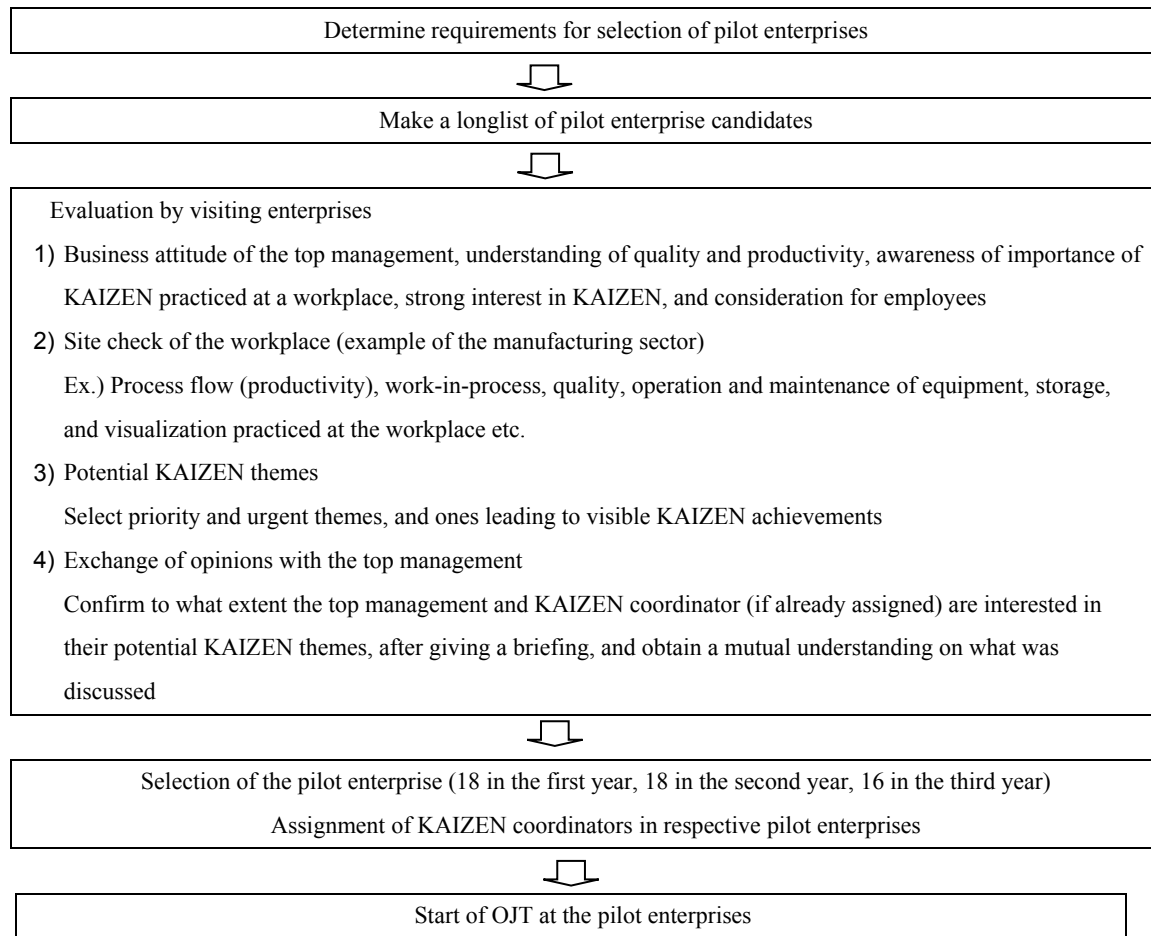 Determine requirements for selection of pilot enterprises
Make a longlist of pilot enterprise candidates
Evaluation by visiting enterprises
1) Business attitude of the top management, understanding of quality and productivity, awareness of importance of
KAIZEN practiced at a workplace, strong interest in KAIZEN, and consideration for employees
2) Site check of the workplace (example of the manufacturing sector)
Ex.) Process flow (productivity), work-in-process, quality, operation and maintenance of equipment, storage,
and visualization practiced at the workplace etc.
3) Potential KAIZEN themes
Select priority and urgent themes, and ones leading to visible KAIZEN achievements
4) Exchange of opinions with the top management
Confirm to what extent the top management and KAIZEN coordinator (if already assigned) are interested in
their potential KAIZEN themes, after giving a briefing, and obtain a mutual understanding on what was
discussed
Selection of the pilot enterprise (18 in the first year, 18 in the second year, 16 in the third year)
Assignment of KAIZEN coordinators in respective pilot enterprises
Start of OJT at the pilot enterprises